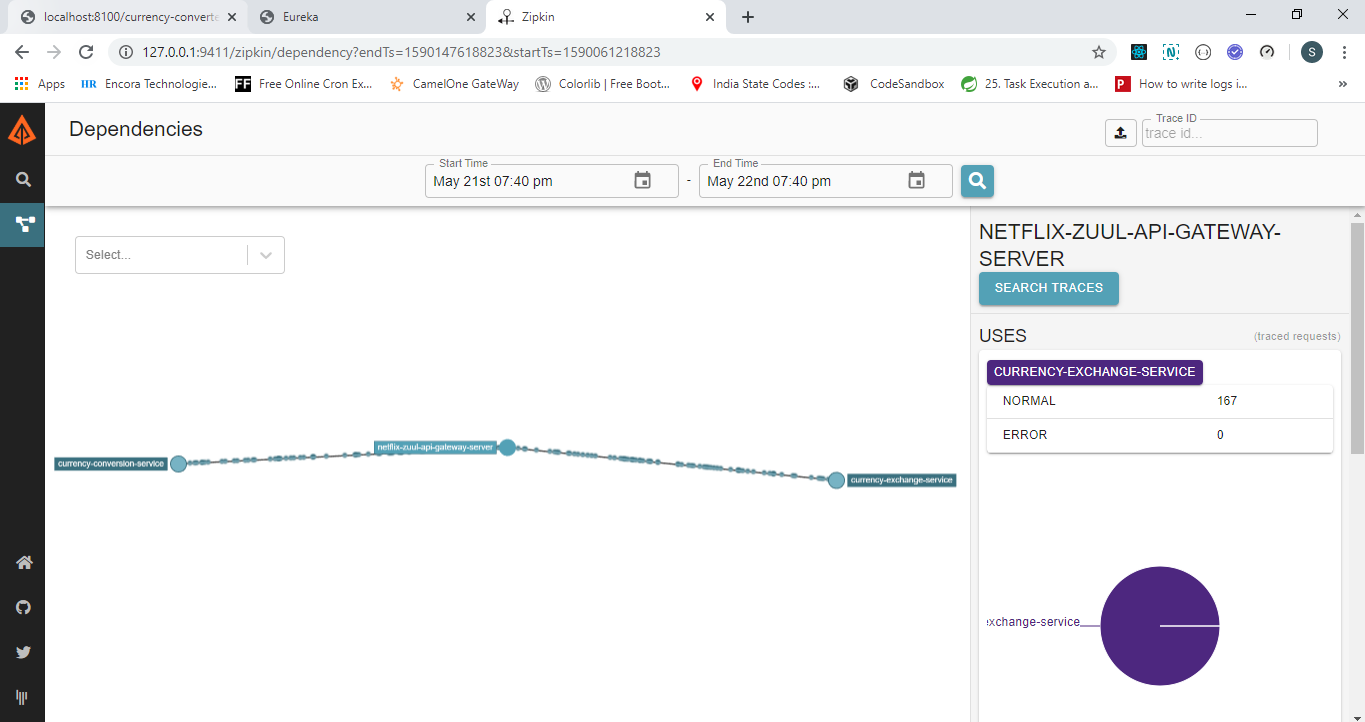 localhost:8100/currency-converte
Eureka
Zipkin
127.0.0.1:9411/zipkin/dependency?endTs=1590147618823&startTs=1590061218823
S
Apps
HR
Encora Technologie...
FF
Free Online Cron Ex...
CamelOne GateWay
Colorlib | Free Boot...
India State Codes :...
CodeSandbox
25. Task Execution a...
How to write logs i...
Dependencies
Trace ID
trace id...
Start Time
May 21st 07:40 pm
-
End Time
May 22nd 07:40 pm
Select...
NETFLIX-ZUUL-API-GATEWAY-
SERVER
SEARCH TRACES
USES
(traced requests)
CURRENCY-EXCHANGE-SERVICE
NORMAL 167
ERROR 0
netflix-zuul-api-gateway-server
currency-conversion-service
currency-exchange-service
exchange-service